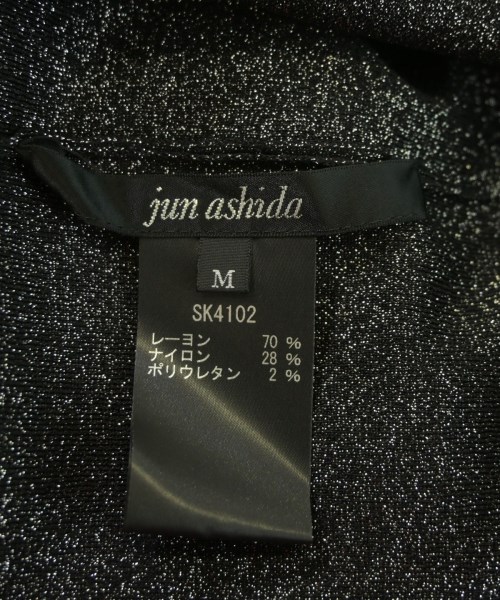 jun ashida
M
SK4102
レーヨン 70 %
ナイロン 28 %
ポリウレタン 2 %